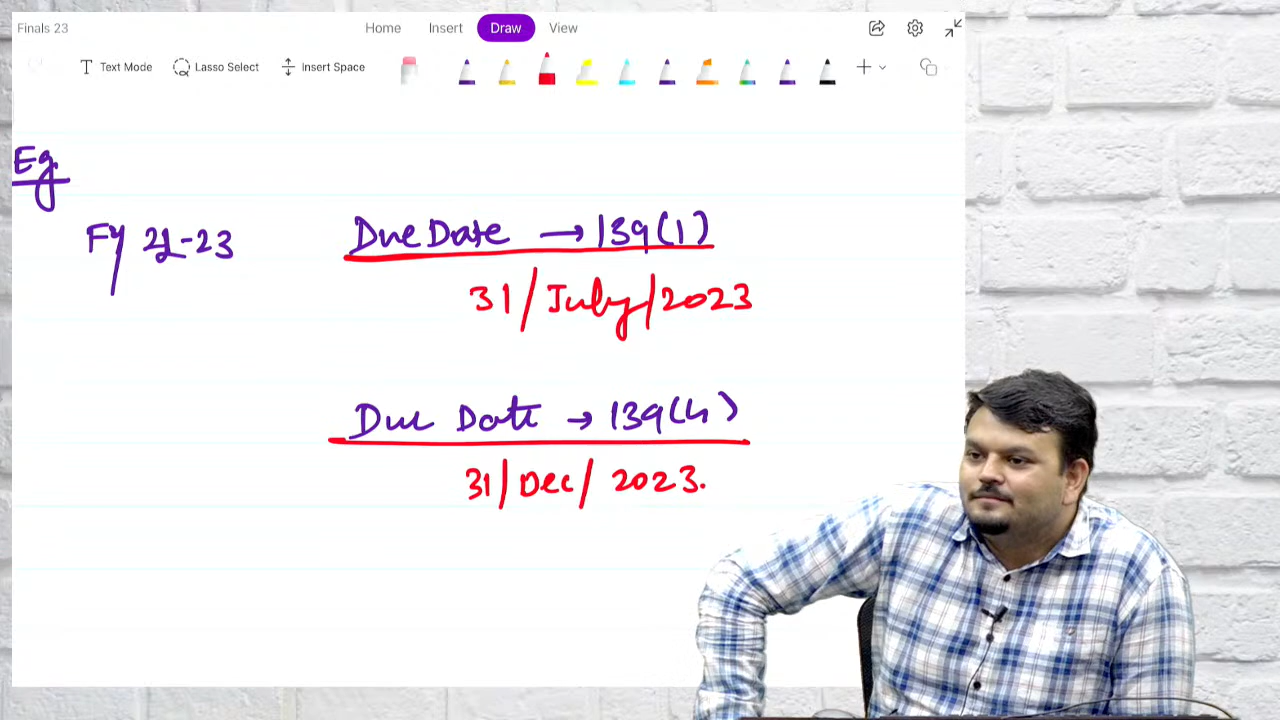 Finals 23
Home Insert Draw View
Text Mode Lasso Select Insert Space
Eg.
FY 22-23
Due Date → 139(1)
31/July/2023
Due Date → 139(4)
31/Dec/2023.